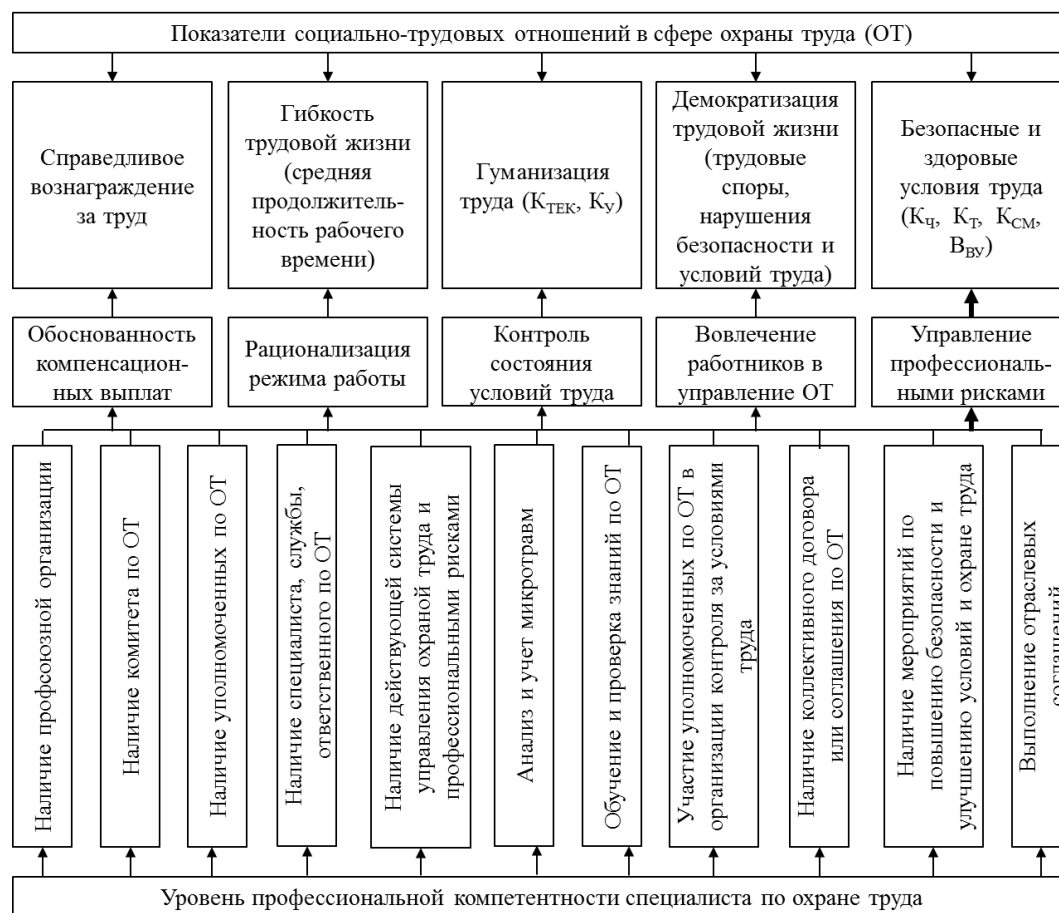 Показатели социально-трудовых отношений в сфере охраны труда (ОТ)
Справедливое
вознаграждение
за труд
Гибкость
трудовой жизни
(средняя
продолжитель-
ность рабочего
времени)
Гуманизация
труда (КТЕК, КУ)
Демократизация
трудовой жизни
(трудовые
споры,
нарушения
безопасности и
условий труда)
Безопасные и
здоровые
условия труда
(КЧ, КТ, КСМ,
ВВУ)
Обоснованность
компенсацион-
ных выплат
Рационализация
режима работы
Контроль
состояния
условий труда
Вовлечение
работников в
управление ОТ
Управление
профессиональ-
ными рисками
Наличие профсоюзной организации
Наличие комитета по ОТ
Наличие уполномоченных по ОТ
Наличие специалиста, службы,
ответственного по ОТ
Наличие действующей системы
управления охраной труда и
профессиональными рисками
Анализ и учет микротравм
Обучение и проверка знаний по ОТ
Участие уполномоченных по ОТ в
организации контроля за условиями
труда
Наличие коллективного договора
или соглашения по ОТ
Наличие мероприятий по
повышению безопасности и
улучшению условий и охране труда
Выполнение отраслевых
соглашений
Уровень профессиональной компетентности специалиста по охране труда